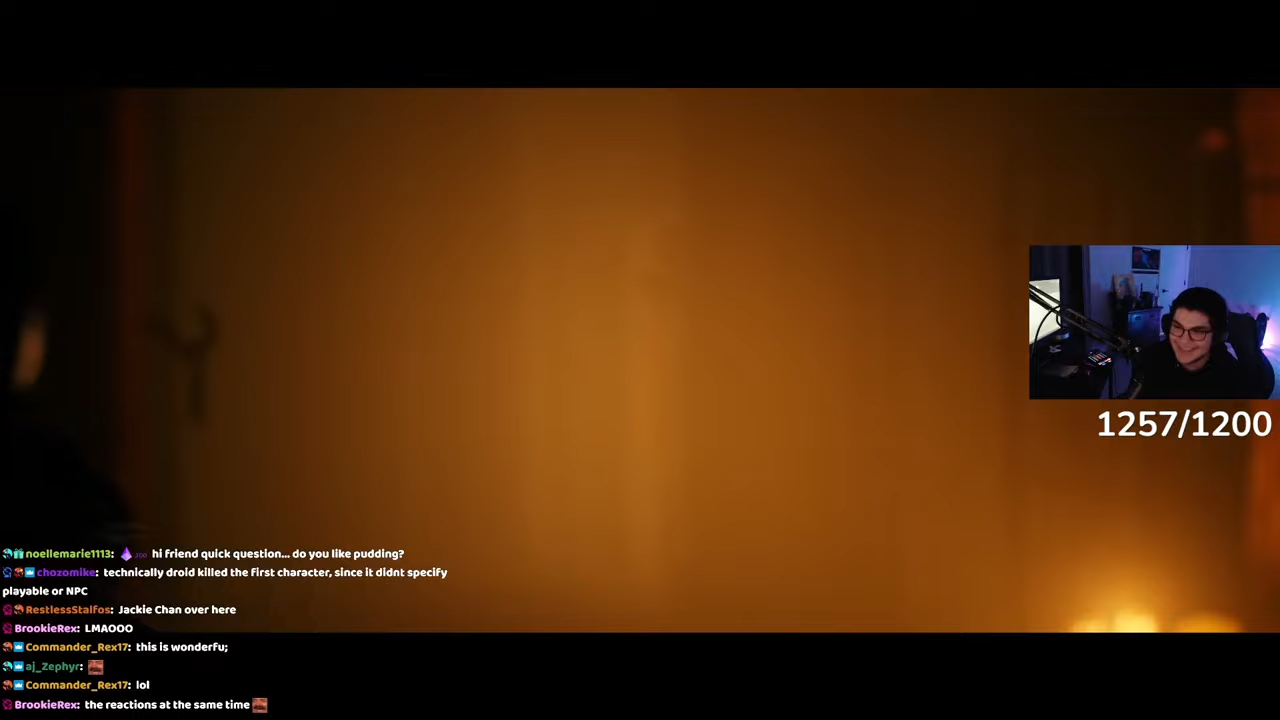 1257/1200
noellemarie1113: 200 hi friend quick question... do you like pudding?
chozomike: technically droid killed the first character, since it didnt specify
playable or NPC
RestlessStalfos: Jackie Chan over here
BrookieRex: LMAOOO
Commander_Rex17: this is wonderfu;
aj_Zephyr:
Commander_Rex17: lol
BrookieRex: the reactions at the same time